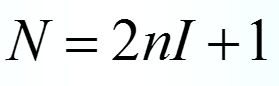 N = 2nI + 1